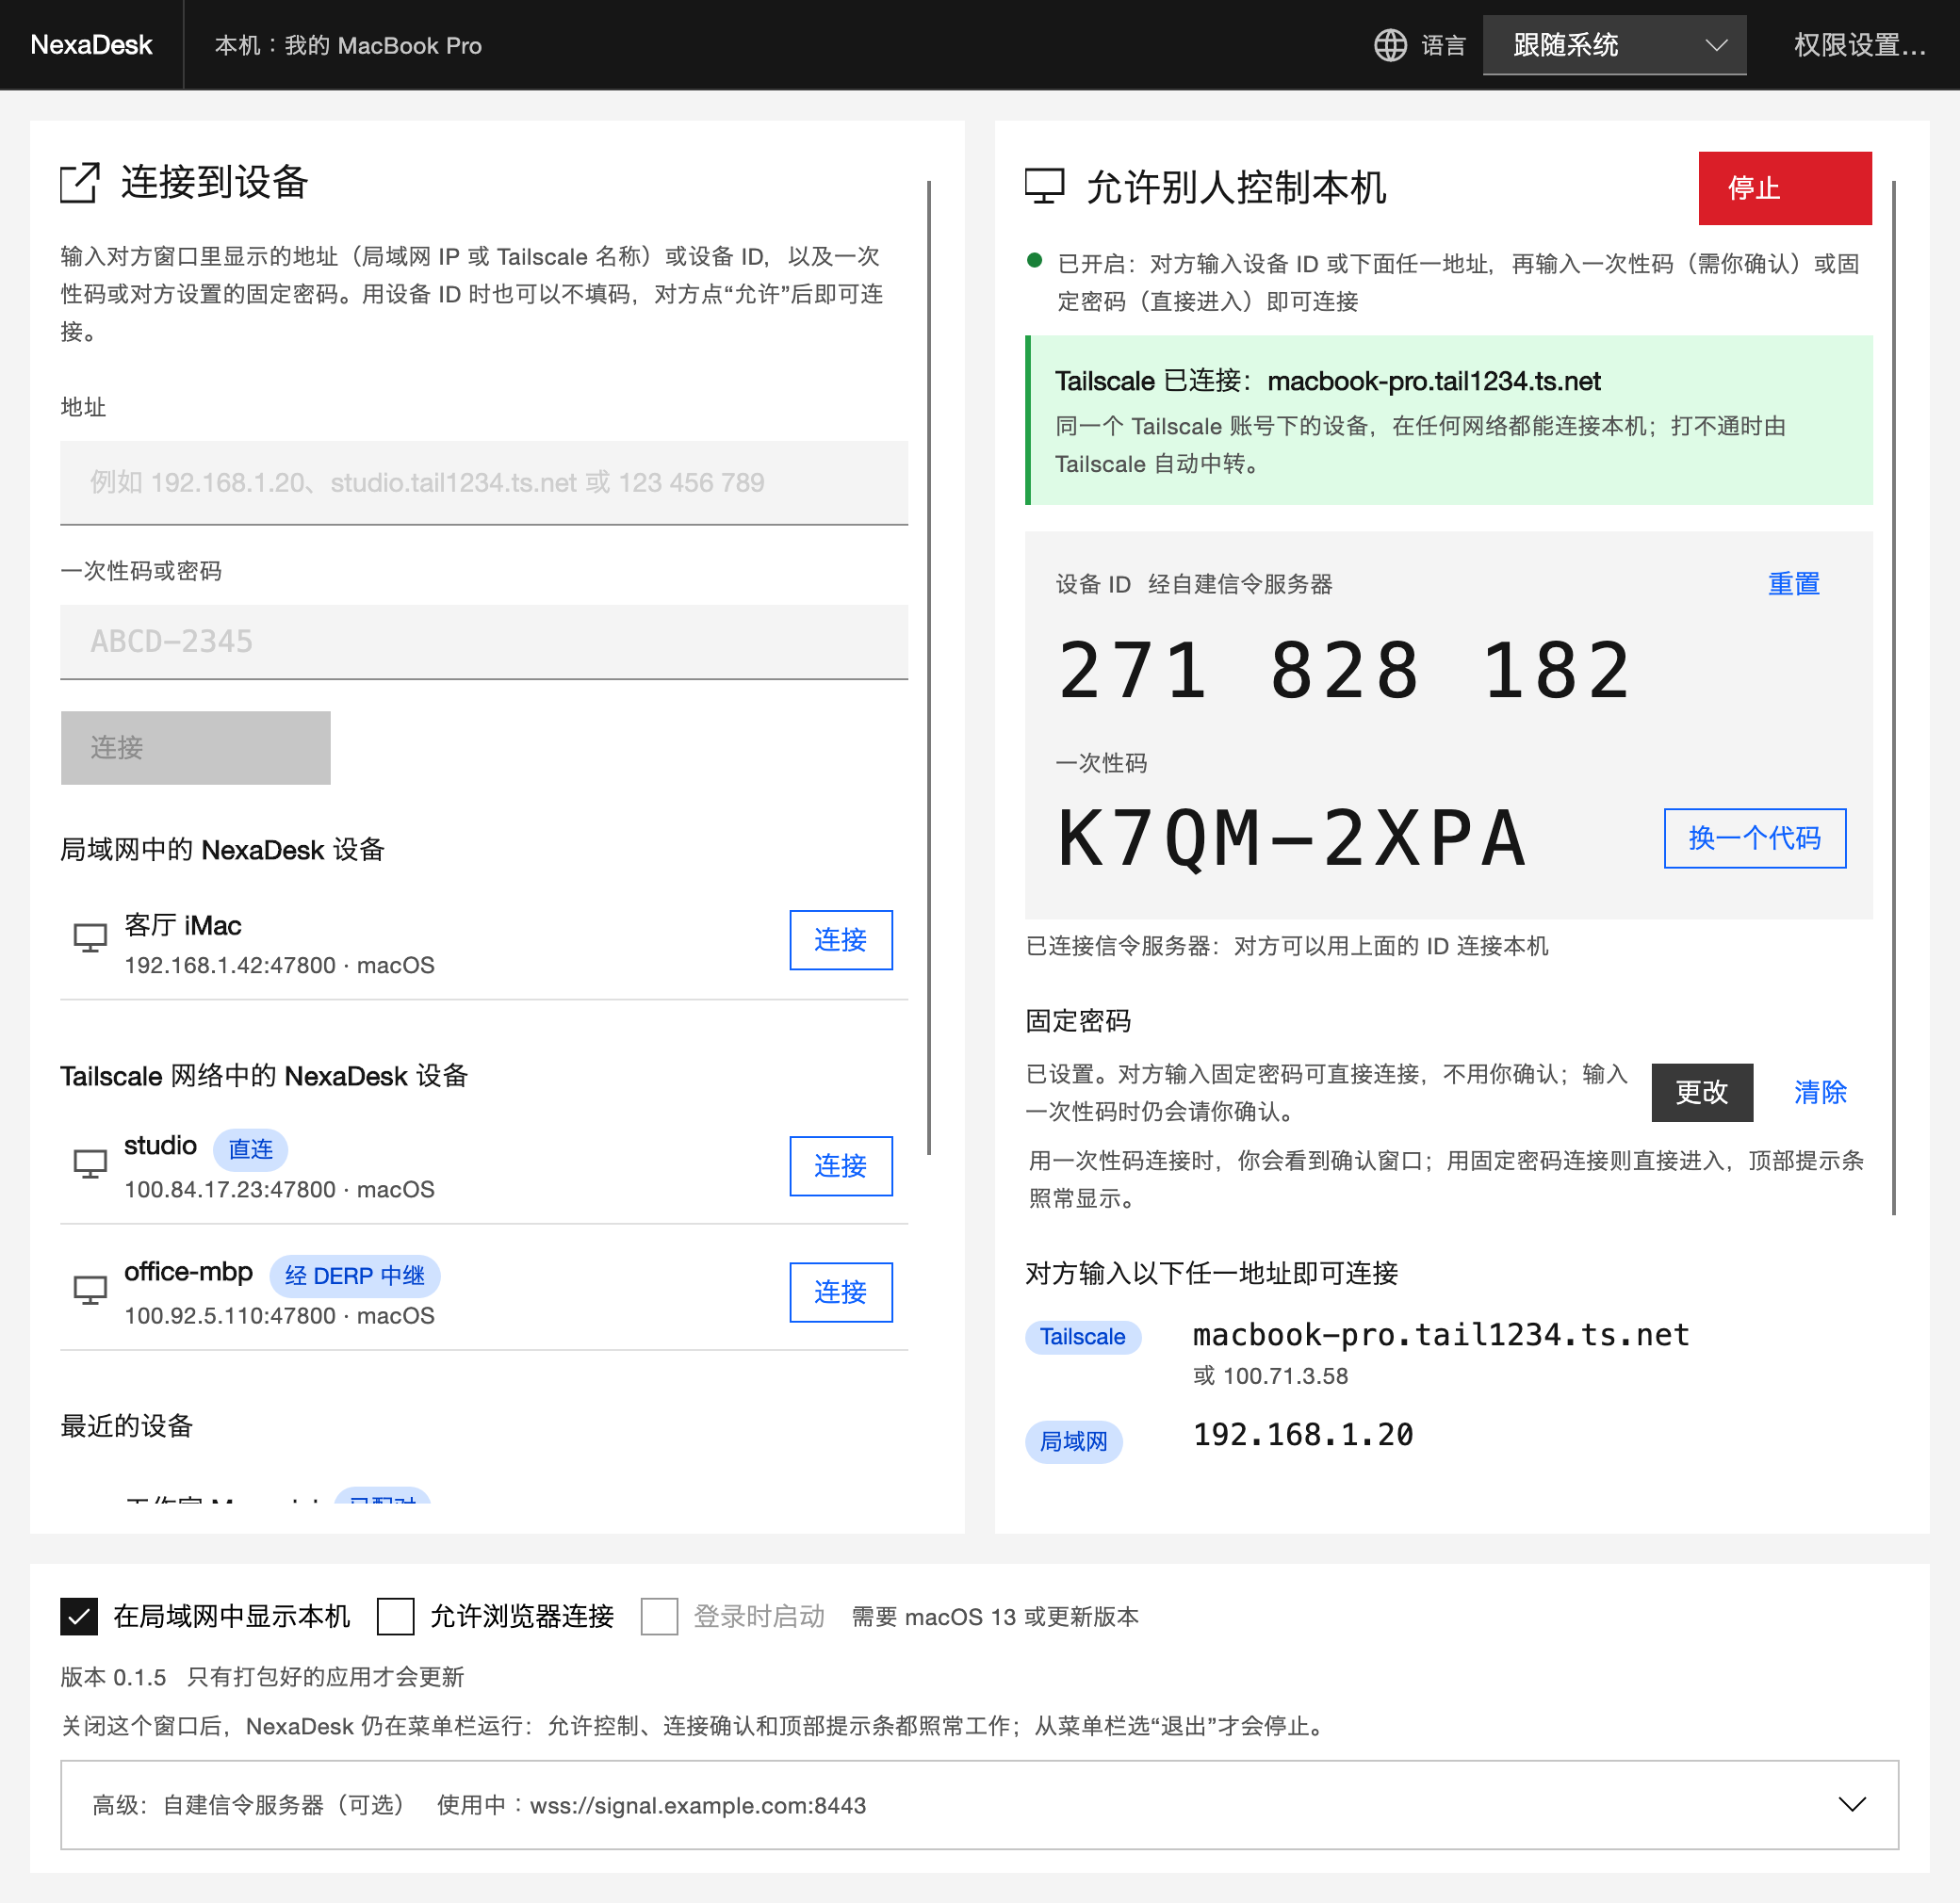 NexaDesk
本机：我的 MacBook Pro
语言
跟随系统
权限设置...
连接到设备
输入对方窗口里显示的地址（局域网 IP 或 Tailscale 名称）或设备 ID，以及一次
性码或对方设置的固定密码。用设备 ID 时也可以不填码，对方点“允许”后即可连
接。
地址
例如 192.168.1.20、studio.tail1234.ts.net 或 123 456 789
一次性码或密码
ABCD-2345
连接
局域网中的 NexaDesk 设备
客厅 iMac
192.168.1.42:47800 · macOS
连接
Tailscale 网络中的 NexaDesk 设备
studio 直连
100.84.17.23:47800 · macOS
连接
office-mbp 经 DERP 中继
100.92.5.110:47800 · macOS
连接
最近的设备
允许别人控制本机
停止
已开启：对方输入设备 ID 或下面任一地址，再输入一次性码（需你确认）或固
定密码（直接进入）即可连接
Tailscale 已连接：macbook-pro.tail1234.ts.net
同一个 Tailscale 账号下的设备，在任何网络都能连接本机；打不通时由
Tailscale 自动中转。
设备 ID 经自建信令服务器
重置
271 828 182
一次性码
K7QM-2XPA
换一个代码
已连接信令服务器：对方可以用上面的 ID 连接本机
固定密码
已设置。对方输入固定密码可直接连接，不用你确认；输入
一次性码时仍会请你确认。
更改
清除
用一次性码连接时，你会看到确认窗口；用固定密码连接则直接进入，顶部提示条
照常显示。
对方输入以下任一地址即可连接
Tailscale
macbook-pro.tail1234.ts.net
或 100.71.3.58
局域网
192.168.1.20
在局域网中显示本机
允许浏览器连接
登录时启动
需要 macOS 13 或更新版本
版本 0.1.5 只有打包好的应用才会更新
关闭这个窗口后，NexaDesk 仍在菜单栏运行：允许控制、连接确认和顶部提示条都照常工作；从菜单栏选“退出”才会停止。
高级：自建信令服务器（可选） 使用中：wss://signal.example.com:8443